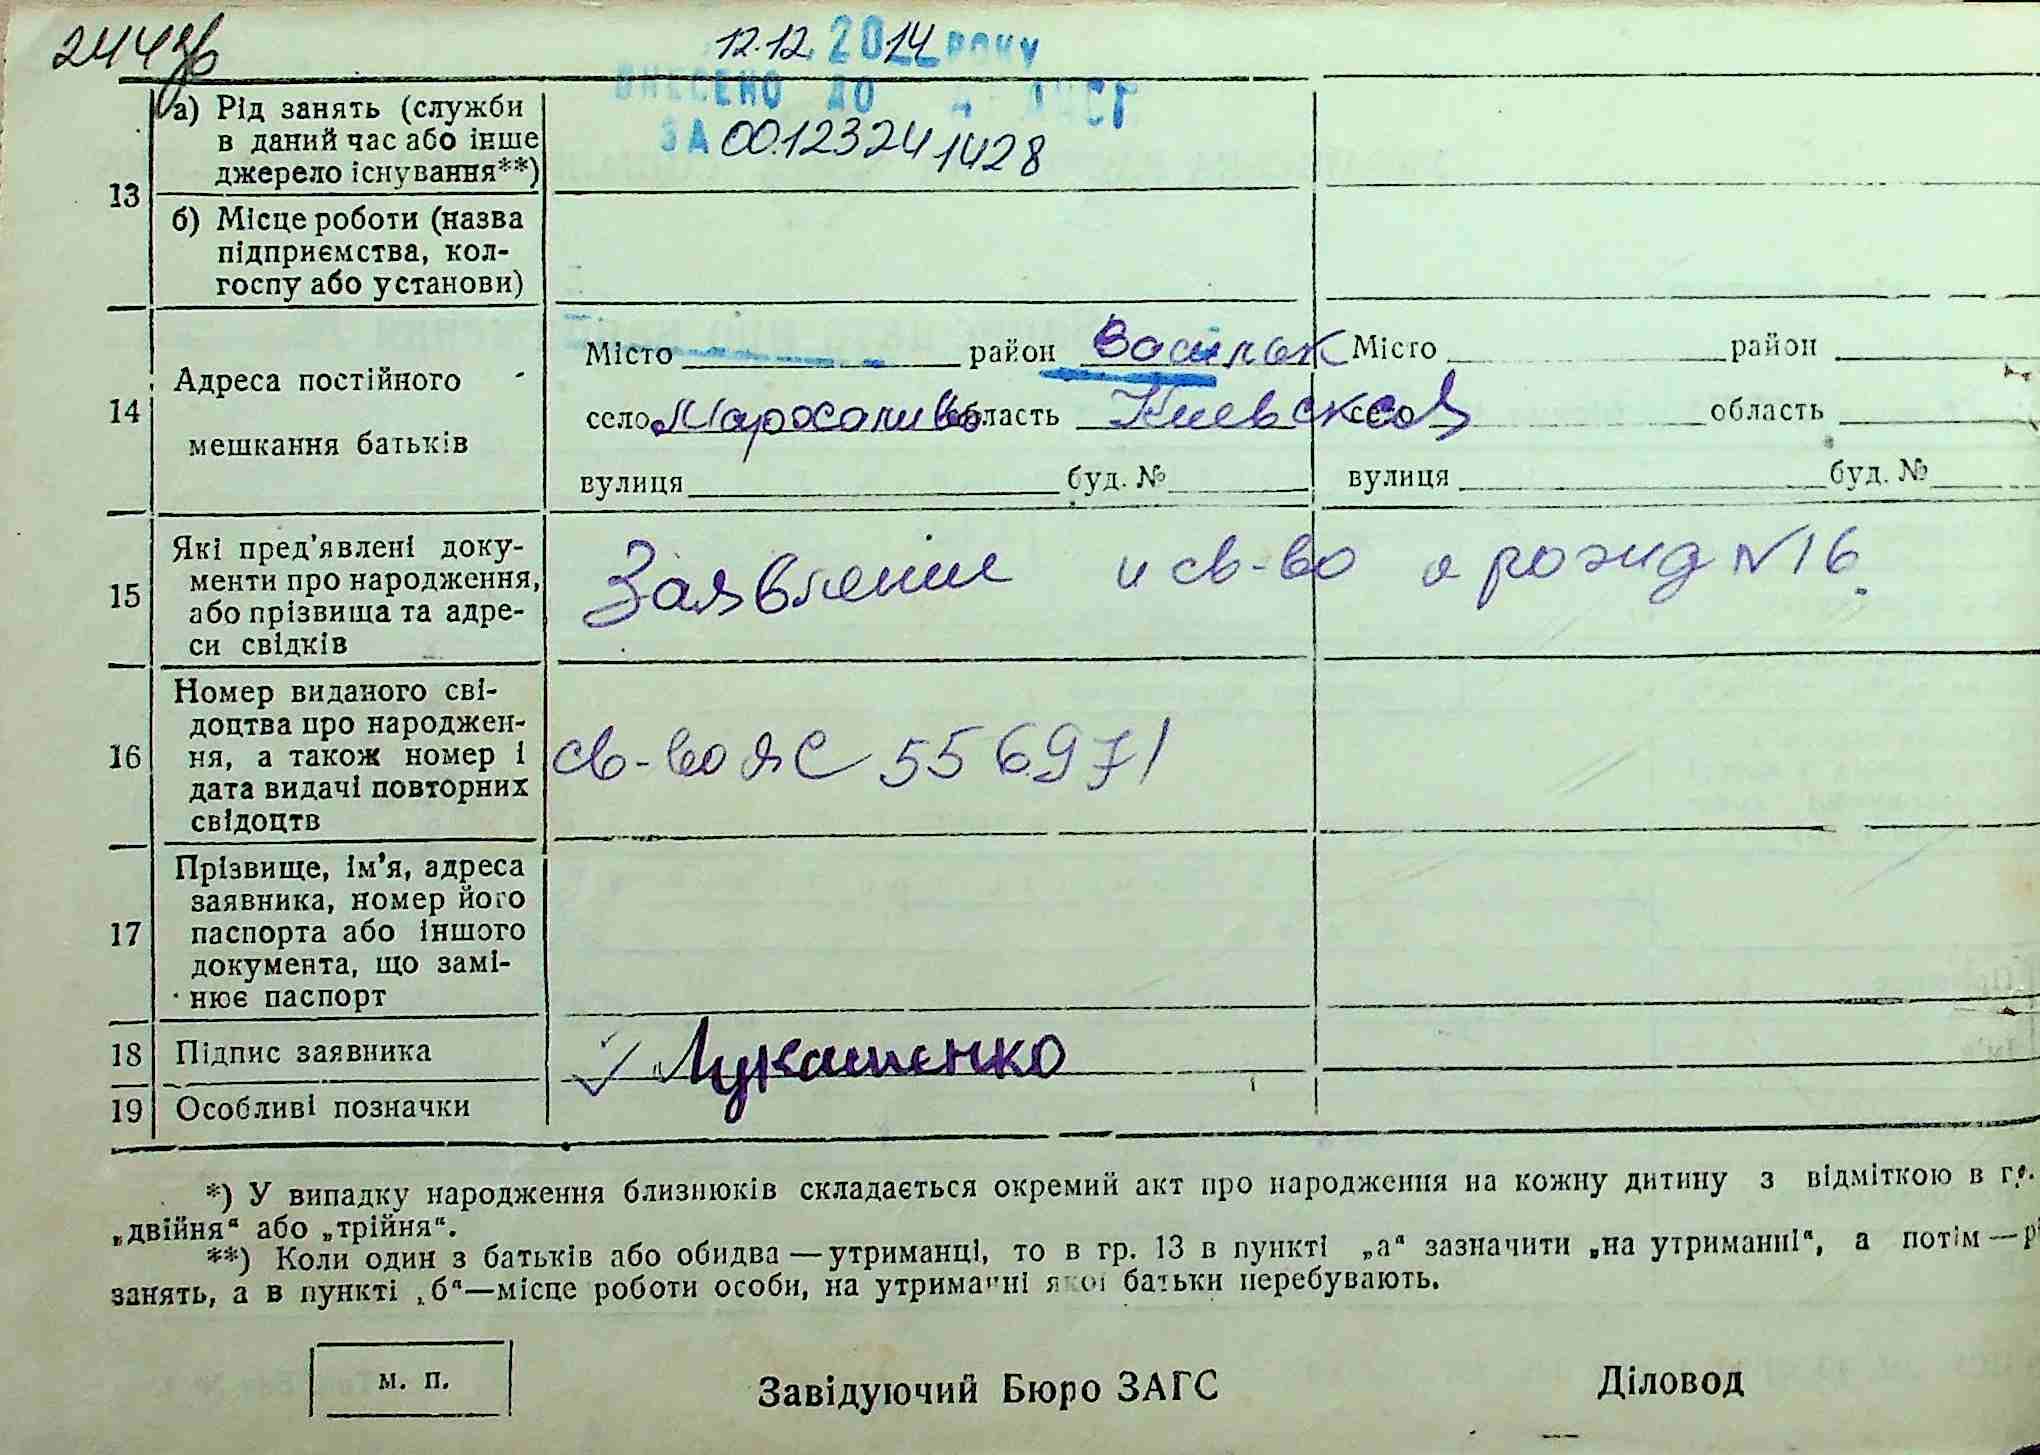 244зв
12.12.2014 РОКУ
ВНЕСЕНО ДО
ЗА 00123241428
13
а) Рід занять (служби
в даний час або інше
джерело існування**)
б) Місце роботи (назва
підприємства, кол-
госпу або установи)
14
Адреса постійного
мешкання батьків
Місто район Васильк Місто район
село область Киевская село область
вулиця буд. № вулиця буд. №
15
Які пред'явлені доку-
менти про народження,
або прізвища та адре-
си свідків
Заявление и св-во о рожд N 16.
16
Номер виданого сві-
доцтва про народжен-
ня, а також номер і
дата видачі повторних
свідоцтв
св-во ЯС 556971
17
Прізвище, ім'я, адреса
заявника, номер його
паспорта або іншого
документа, що замі-
нює паспорт
18 Підпис заявника Лукашенко
19 Особливі позначки
*) У випадку народження близнюків складається окремий акт про народження на кожну дитину з відміткою в гр.
„двійня“ або „трійня“.
**) Коли один з батьків або обидва — утриманці, то в гр. 13 в пункті „а“ зазначити „на утриманні“, а потім —
занять, а в пункті „б“—місце роботи особи, на утриманні якої батьки перебувають.
м. п. Завідуючий Бюро ЗАГС Діловод